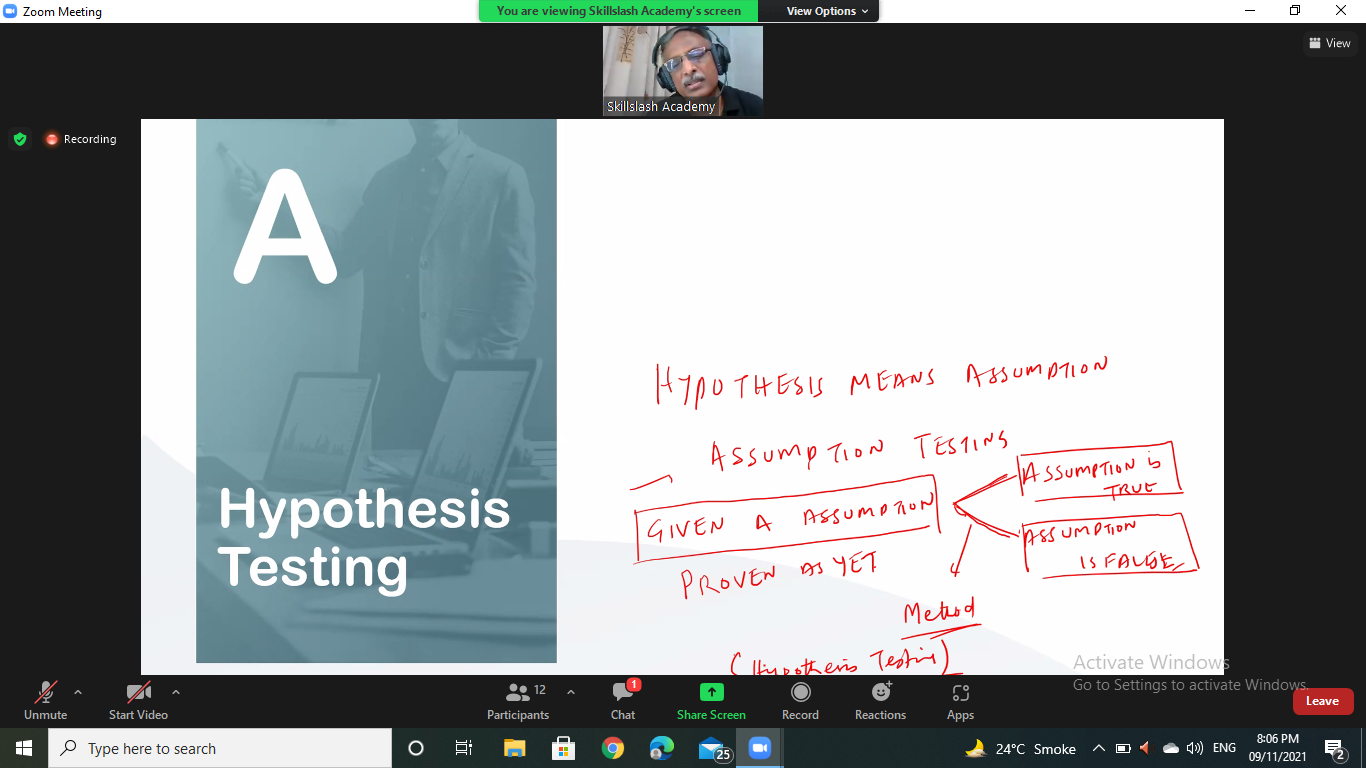 Zoom Meeting
You are viewing Skillslash Academy's screen
View Options
View
Skillslash Academy
Recording
A
Hypothesis
Testing
HYPOTHESIS MEANS ASSUMPTION
ASSUMPTION TESTING
GIVEN A ASSUMPTION
PROVEN AS YET
ASSUMPTION IS
TRUE
ASSUMPTION
IS FALSE
Method
(Hypothesis Testing)
Activate Windows
Go to Settings to activate Windows.
Unmute
Start Video
Participants
12
Chat
1
Share Screen
Record
Reactions
Apps
Leave
Type here to search
25
24°C Smoke
ENG
8:06 PM
09/11/2021
2